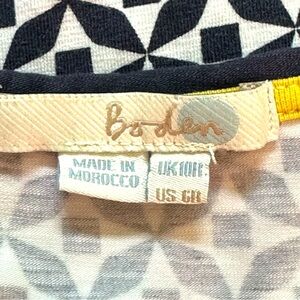 Boden
MADE IN
MOROCCO
UK10R
US 6R